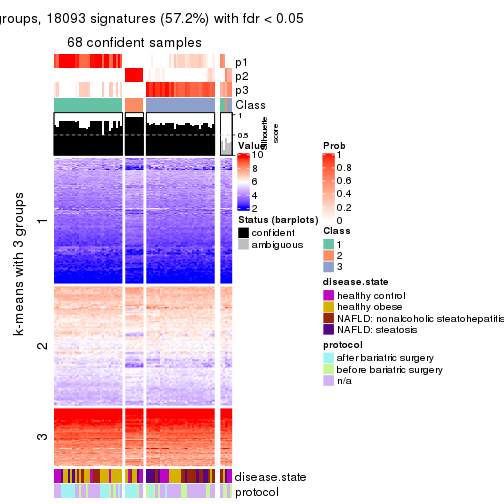 groups, 18093 signatures (57.2%) with fdr < 0.05
68 confident samples
p1
p2
p3
Class
1
0.5
0
Silhouette
score
k-means with 3 groups
1
2
3
disease.state
protocol
Value
10
8
6
4
2
Status (barplots)
confident
ambiguous
Prob
1
0.8
0.6
0.4
0.2
0
Class
1
2
3
disease.state
healthy control
healthy obese
NAFLD: nonalcoholic steatohepatitis
NAFLD: steatosis
protocol
after bariatric surgery
before bariatric surgery
n/a